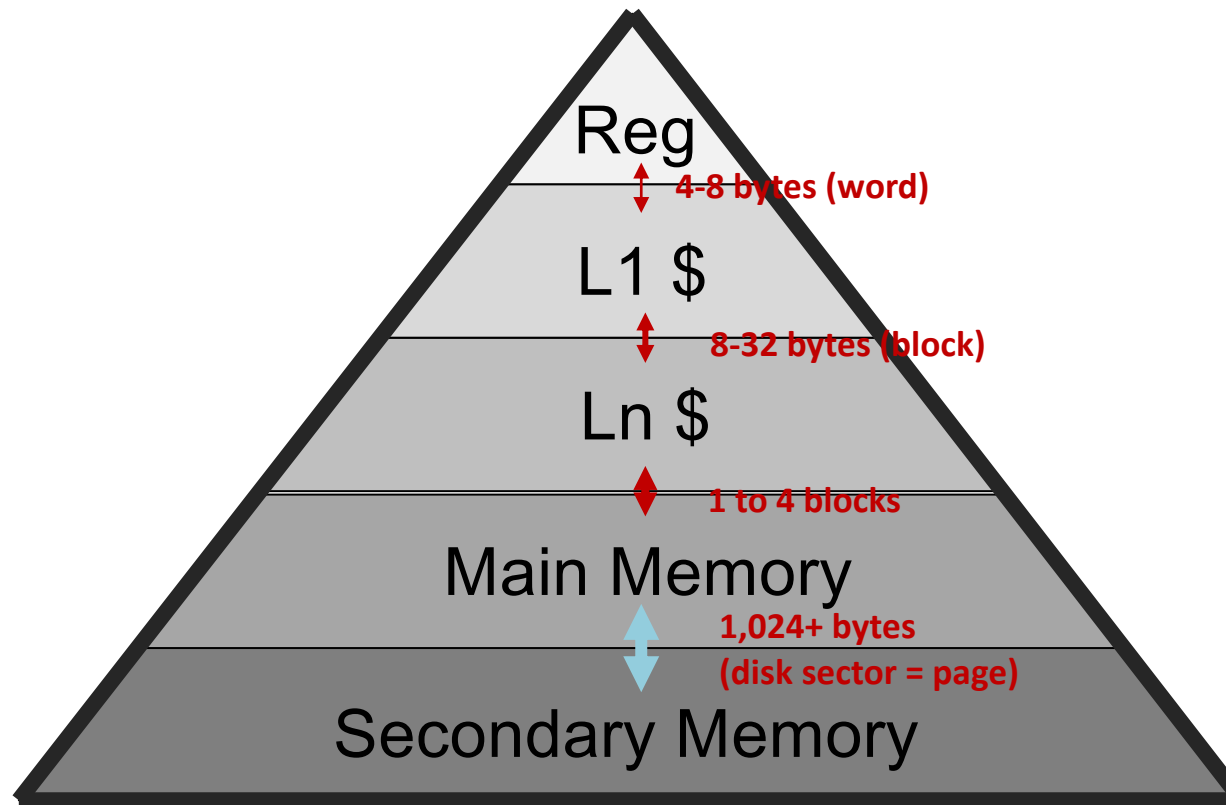 Reg
4-8 bytes (word)
L1 $
8-32 bytes (block)
Ln $
1 to 4 blocks
Main Memory
1,024+ bytes
(disk sector = page)
Secondary Memory